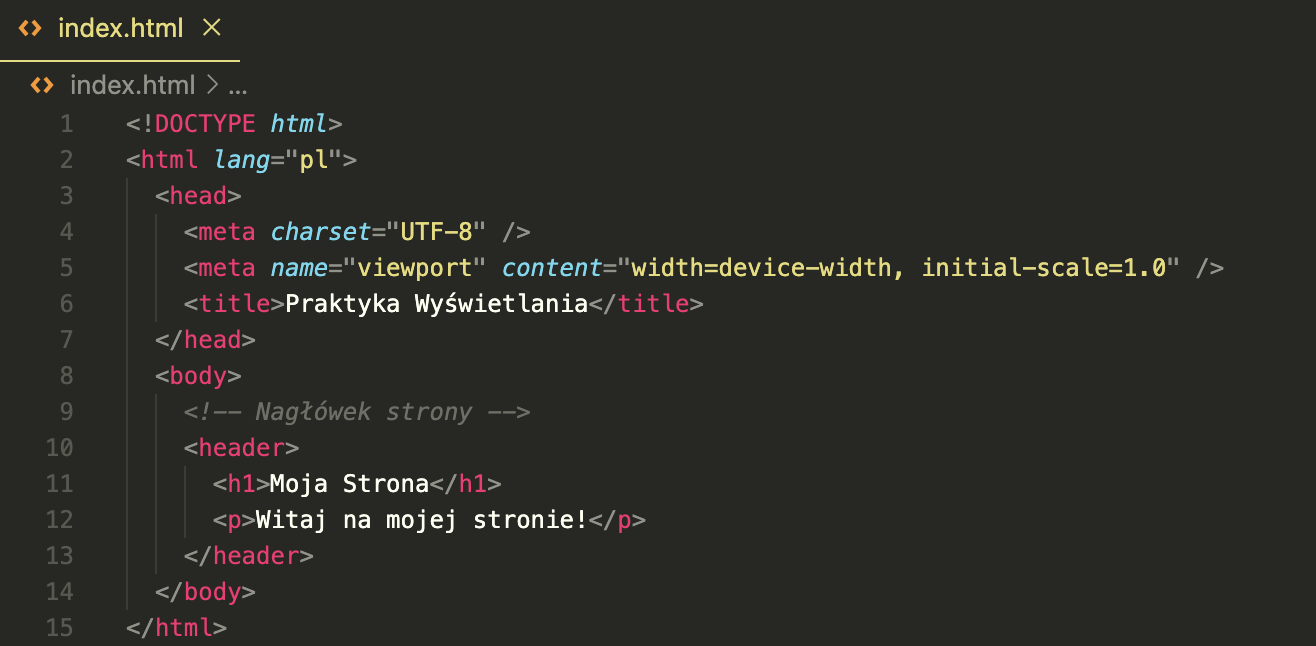 index.html
index.html > ...
1 <!DOCTYPE html>
2 <html lang="pl">
3 <head>
4 <meta charset="UTF-8" />
5 <meta name="viewport" content="width=device-width, initial-scale=1.0" />
6 <title>Praktyka Wyświetlania</title>
7 </head>
8 <body>
9 <!-- Nagłówek strony -->
10 <header>
11 <h1>Moja Strona</h1>
12 <p>Witaj na mojej stronie!</p>
13 </header>
14 </body>
15 </html>